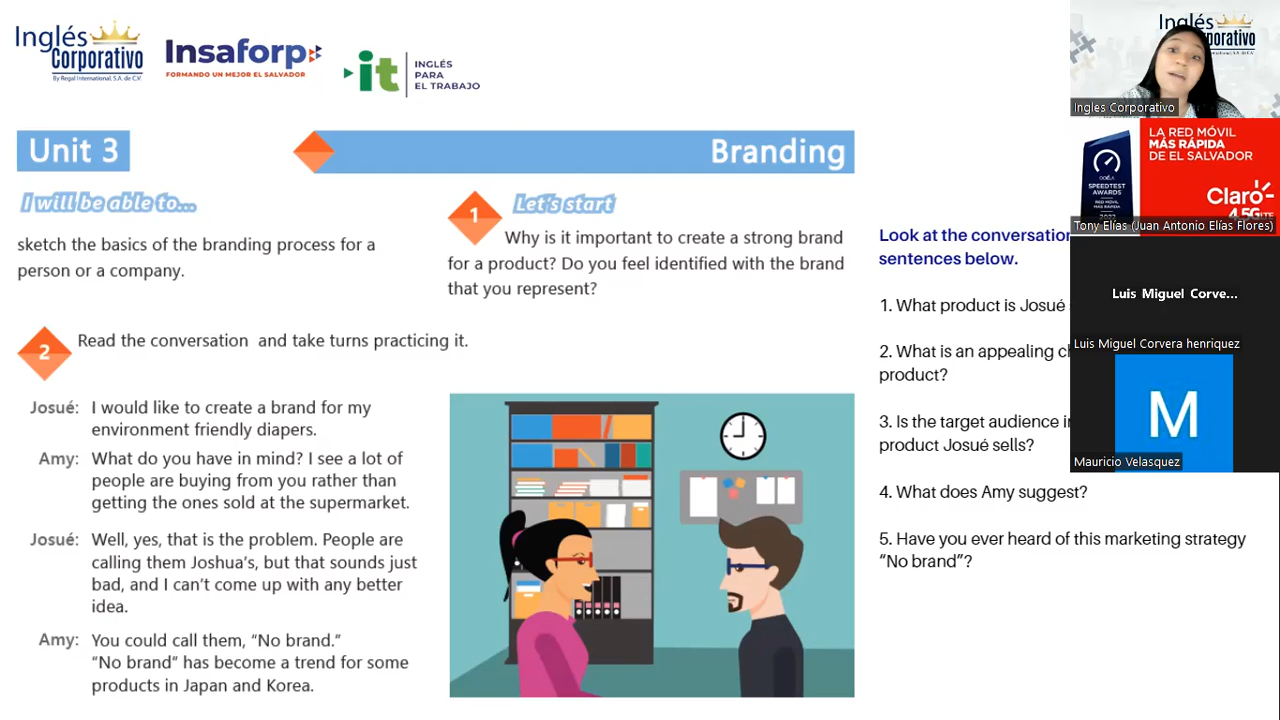 Inglés
Corporativo
By Regal International, S.A. de C.V.
Insaforp
FORMANDO UN MEJOR EL SALVADOR
it
INGLÉS
PARA
EL TRABAJO
Unit 3
Branding
I will be able to...
sketch the basics of the branding process for a
person or a company.
1
Let's start
Why is it important to create a strong brand
for a product? Do you feel identified with the brand
that you represent?
2
Read the conversation and take turns practicing it.
Josué: I would like to create a brand for my
environment friendly diapers.
Amy: What do you have in mind? I see a lot of
people are buying from you rather than
getting the ones sold at the supermarket.
Josué: Well, yes, that is the problem. People are
calling them Joshua's, but that sounds just
bad, and I can't come up with any better
idea.
Amy: You could call them, "No brand."
"No brand" has become a trend for some
products in Japan and Korea.
Look at the conversation
sentences below.
1. What product is Josué
2. What is an appealing
product?
3. Is the target audience
product Josué sells?
4. What does Amy suggest?
5. Have you ever heard of this marketing strategy
“No brand”?
Inglés
Corporativo
Ingles Corporativo
LA RED MÓVIL
MÁS RÁPIDA
DE EL SALVADOR
SPEEDTEST
AWARDS
Claro
4.5G LTE
Tony Elías (Juan Antonio Elías Flores)
Luis Miguel Corve...
Luis Miguel Corvera henriquez
M
Mauricio Velasquez